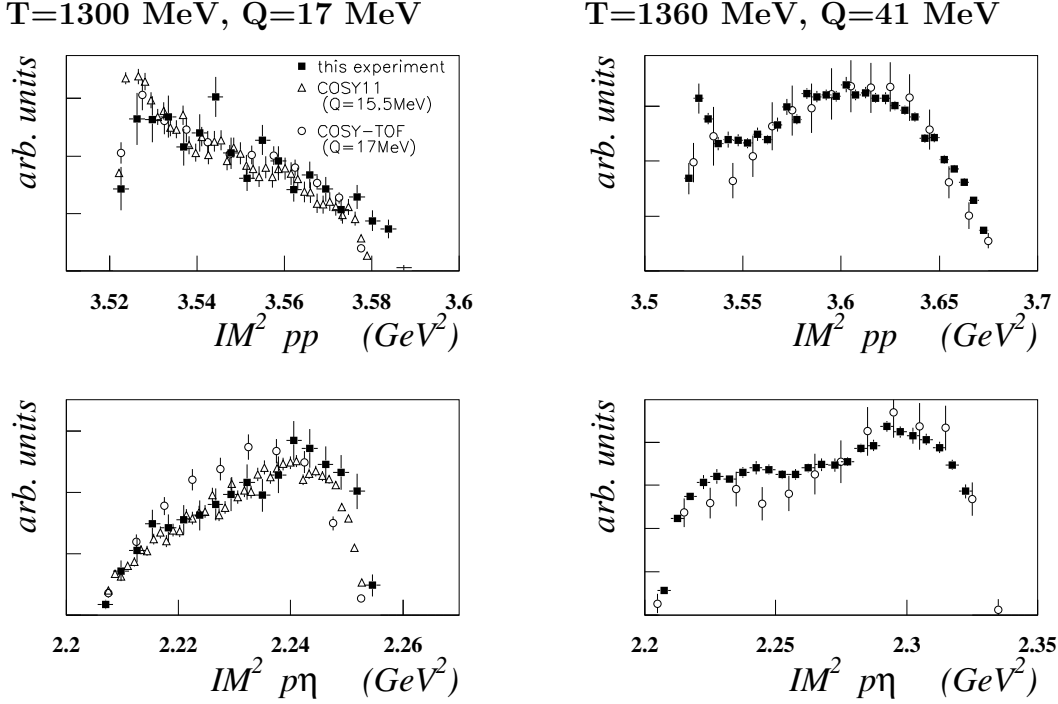 T=1300 MeV, Q=17 MeV
T=1360 MeV, Q=41 MeV
arb. units
this experiment
COSY11
(Q=15.5MeV)
COSY-TOF
(Q=17MeV)
3.52 3.54 3.56 3.58 3.6
IM² pp (GeV²)
arb. units
3.5 3.55 3.6 3.65 3.7
IM² pp (GeV²)
arb. units
2.2 2.22 2.24 2.26
IM² pη (GeV²)
arb. units
2.2 2.25 2.3 2.35
IM² pη (GeV²)